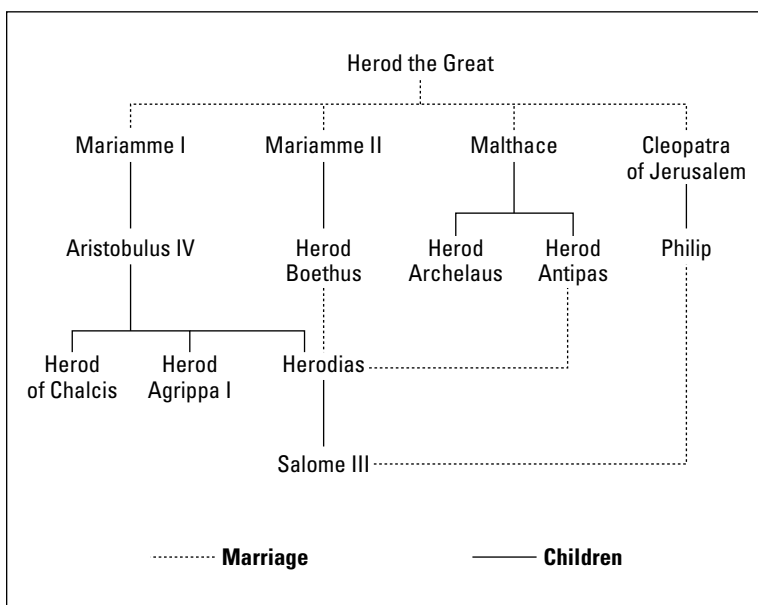 Herod the Great
Mariamme I
Mariamme II
Malthace
Cleopatra
of Jerusalem
Aristobulus IV
Herod
Boethus
Herod
Archelaus
Herod
Antipas
Philip
Herod
of Chalcis
Herod
Agrippa I
Herodias
Salome III
Marriage
Children